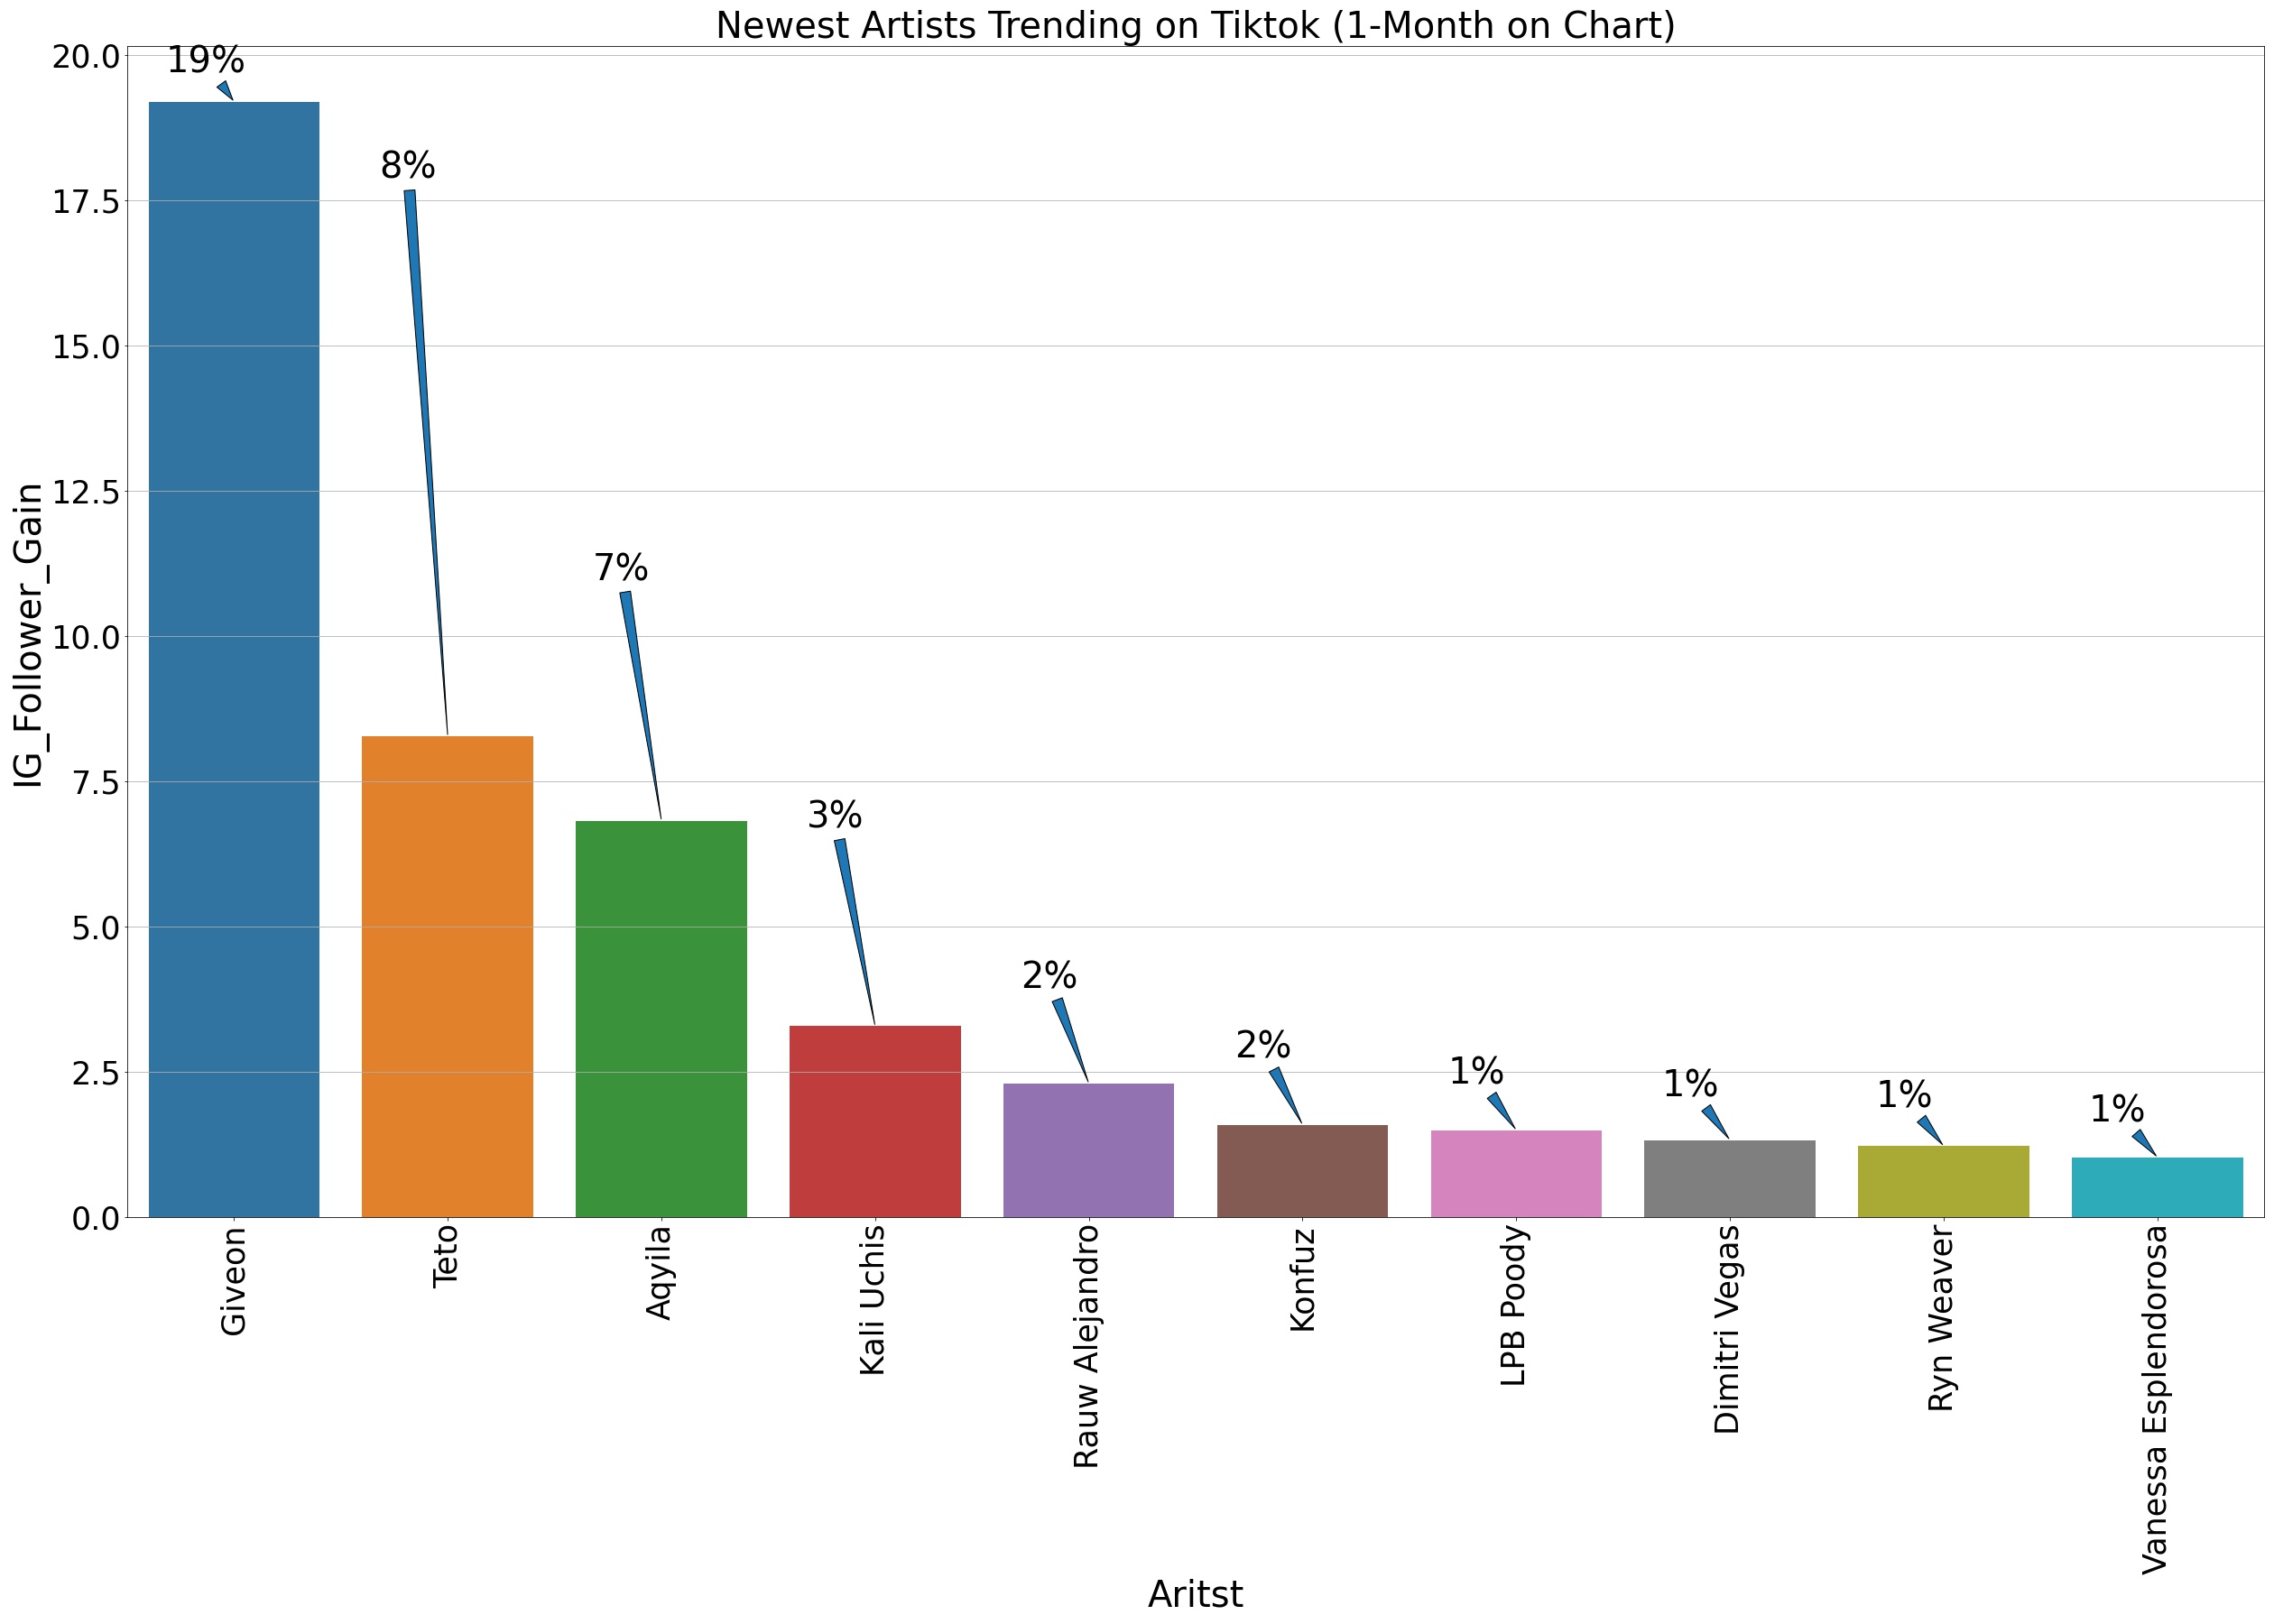 Newest Artists Trending on Tiktok (1-Month on Chart)
IG_Follower_Gain
20.0
17.5
15.0
12.5
10.0
7.5
5.0
2.5
0.0
19%
8%
7%
3%
2%
2%
1%
1%
1%
1%
Giveon
Teto
Aqyila
Kali Uchis
Rauw Alejandro
Konfuz
LPB Poody
Dimitri Vegas
Ryn Weaver
Vanessa Esplendorosa
Aritst